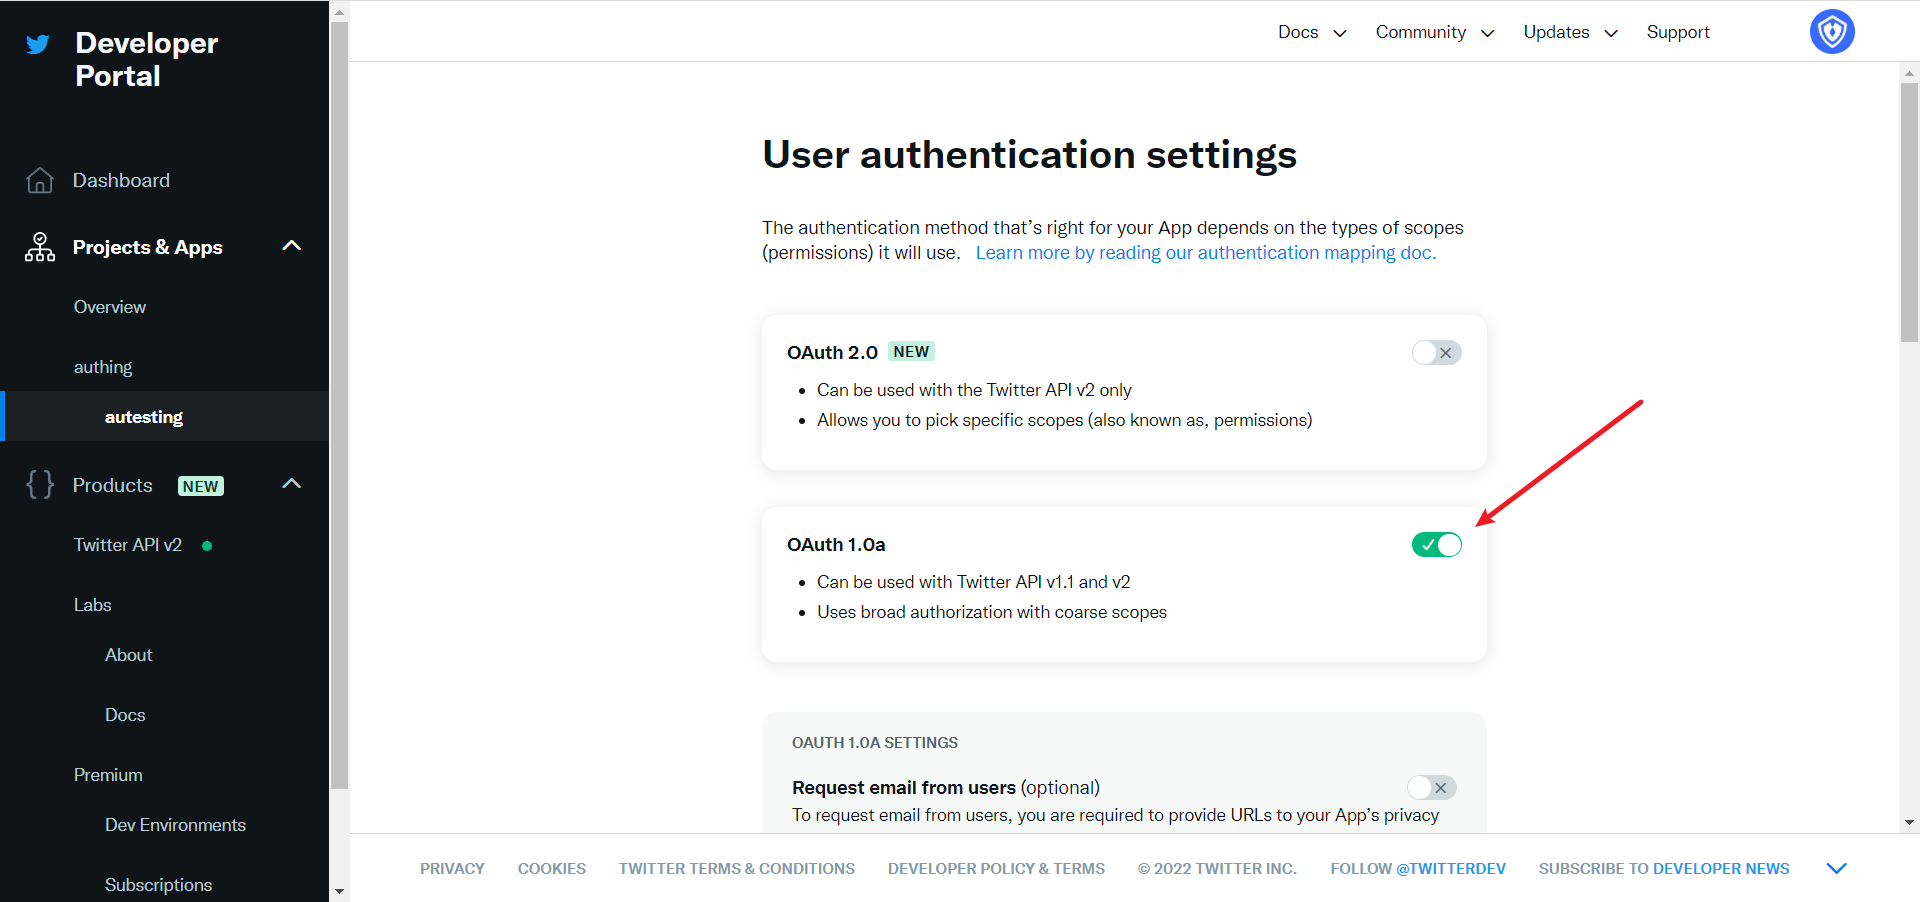 Developer
Portal
Dashboard
Projects & Apps
Overview
authing
autesting
Products NEW
Twitter API v2
Labs
About
Docs
Premium
Dev Environments
Subscriptions
Docs Community Updates Support
User authentication settings
The authentication method that’s right for your App depends on the types of scopes
(permissions) it will use. Learn more by reading our authentication mapping doc.
OAuth 2.0 NEW
• Can be used with the Twitter API v2 only
• Allows you to pick specific scopes (also known as, permissions)
OAuth 1.0a
• Can be used with Twitter API v1.1 and v2
• Uses broad authorization with coarse scopes
OAUTH 1.0A SETTINGS
Request email from users (optional)
To request email from users, you are required to provide URLs to your App’s privacy
PRIVACY COOKIES TWITTER TERMS & CONDITIONS DEVELOPER POLICY & TERMS © 2022 TWITTER INC. FOLLOW @TWITTERDEV SUBSCRIBE TO DEVELOPER NEWS